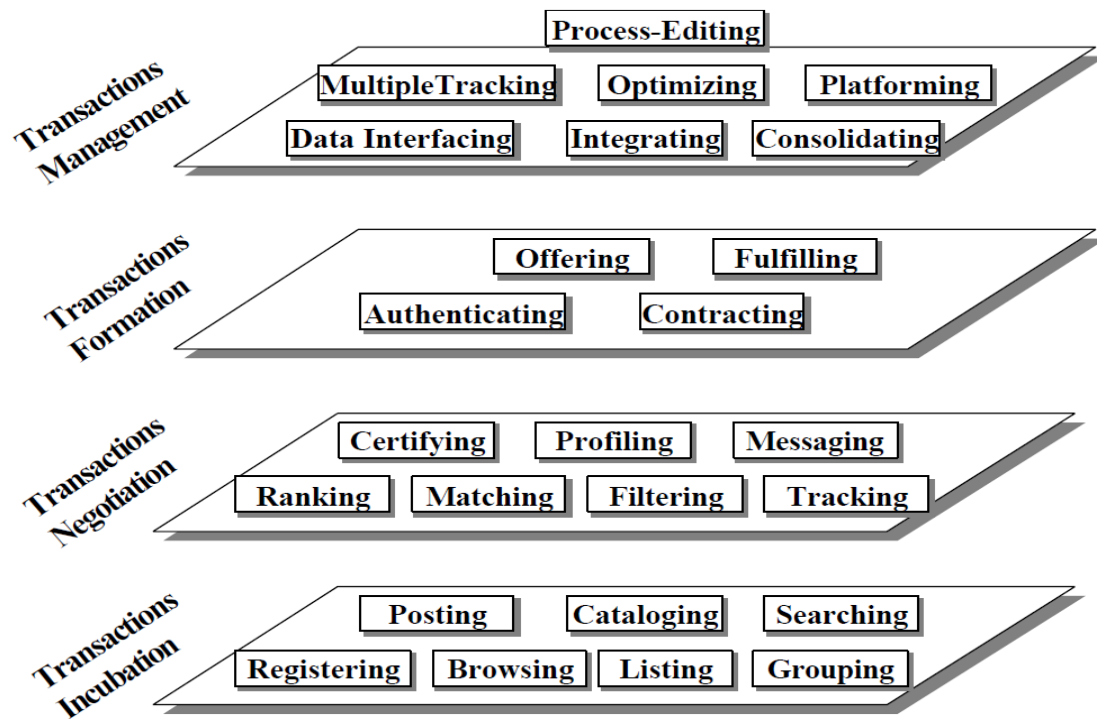 Process-Editing
Transactions
Management
MultipleTracking
Optimizing
Platforming
Data Interfacing
Integrating
Consolidating
Transactions
Formation
Offering
Fulfilling
Authenticating
Contracting
Transactions
Negotiation
Certifying
Profiling
Messaging
Ranking
Matching
Filtering
Tracking
Transactions
Incubation
Posting
Cataloging
Searching
Registering
Browsing
Listing
Grouping